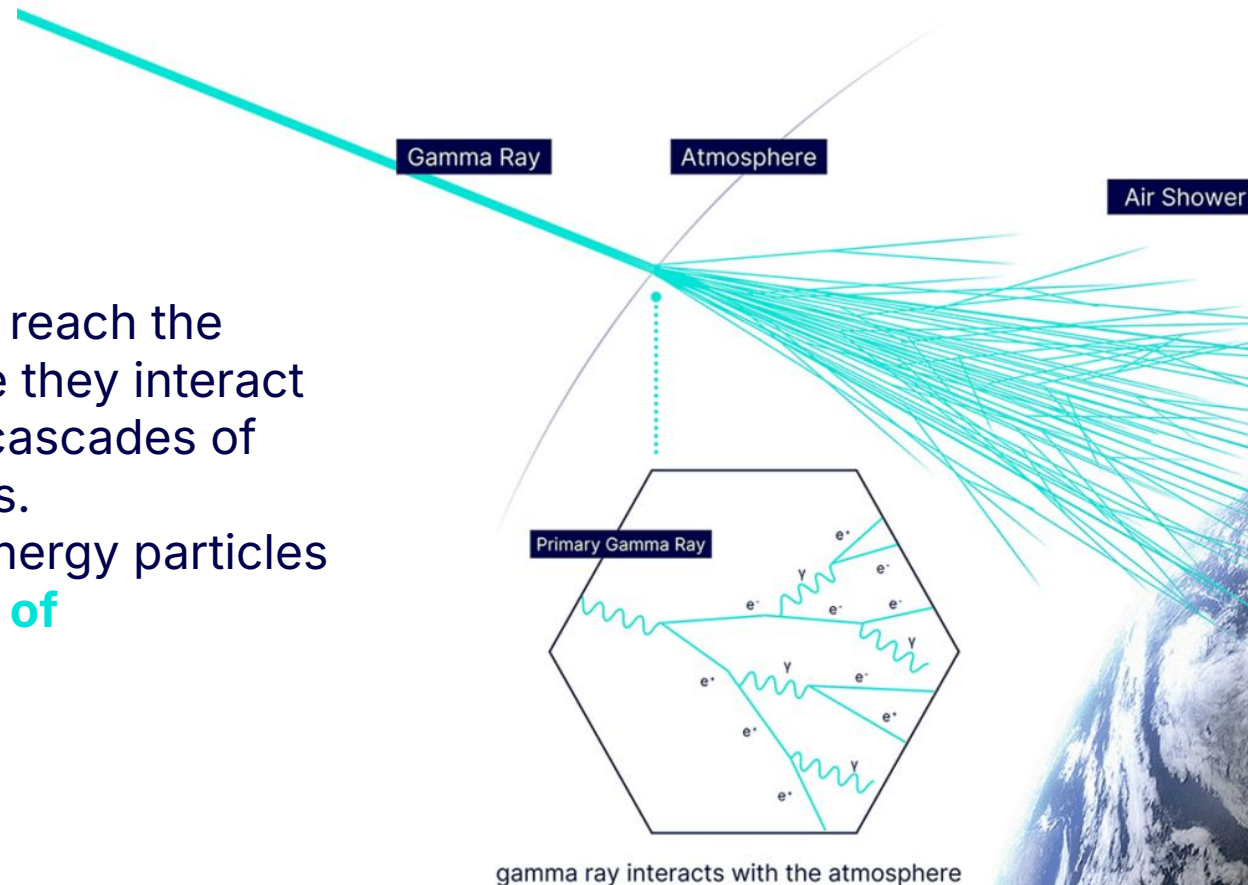 Gamma Ray
Atmosphere
Air Shower
reach the
e they interact
cascades of
s.
nergy particles
of
Primary Gamma Ray
e⁺
γ
e⁻
e⁻
e⁻
e⁻
γ
γ
e⁻
e⁺
e⁺
e⁺
γ
e⁺
gamma ray interacts with the atmosphere